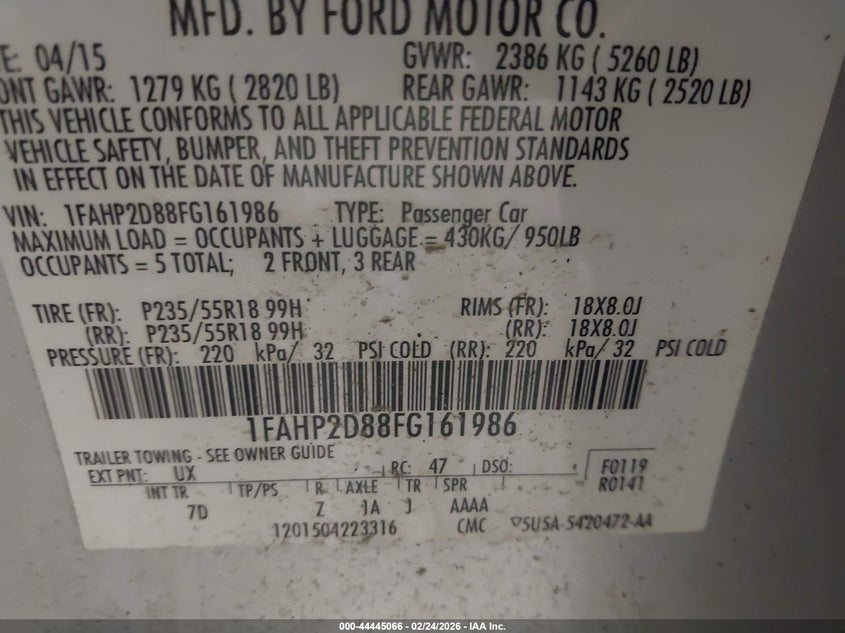 MFD. BY FORD MOTOR CO.
E: 04/15 GVWR: 2386 KG ( 5260 LB)
ONT GAWR: 1279 KG ( 2820 LB) REAR GAWR: 1143 KG ( 2520 LB)
THIS VEHICLE CONFORMS TO ALL APPLICABLE FEDERAL MOTOR
VEHICLE SAFETY, BUMPER, AND THEFT PREVENTION STANDARDS
IN EFFECT ON THE DATE OF MANUFACTURE SHOWN ABOVE.
VIN: 1FAHP2D88FG161986 TYPE: Passenger Car
MAXIMUM LOAD = OCCUPANTS + LUGGAGE = 430KG/ 950LB
OCCUPANTS = 5 TOTAL; 2 FRONT, 3 REAR
TIRE (FR): P235/55R18 99H RIMS (FR): 18X8.0J
(RR): P235/55R18 99H (RR): 18X8.0J
PRESSURE (FR): 220 kPa/ 32 PSI COLD (RR): 220 kPa/ 32 PSI COLD
1FAHP2D88FG161986
TRAILER TOWING - SEE OWNER GUIDE
EXT PNT: UX RC: 47 DSO: F0119
R0141
INT TR TP/PS R AXLE TR SPR
7D Z 1A J AAAA
1201504223316 CMC 5U5A-5420472-AA
000-44445066 - 02/24/2026 - IAA Inc.